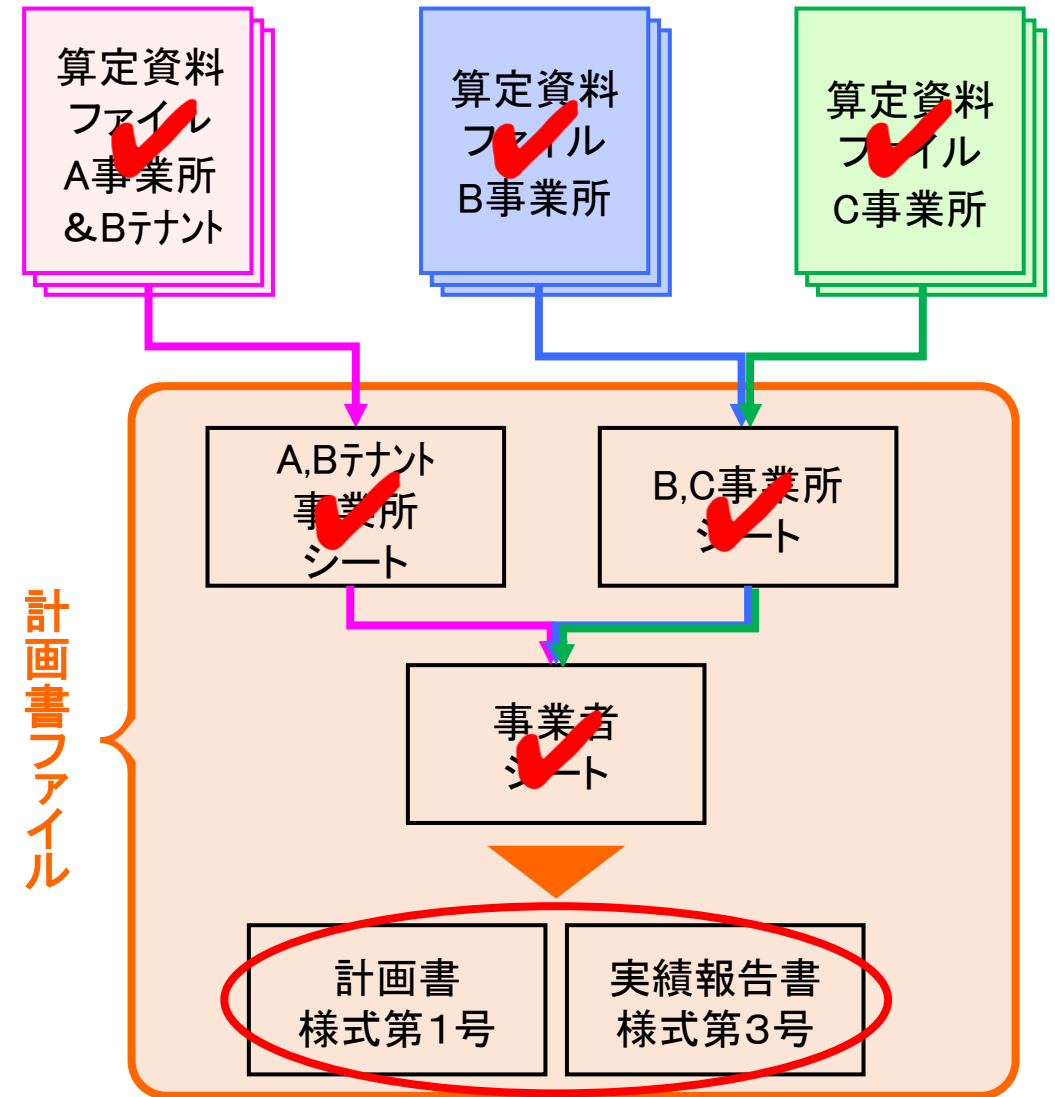 算定資料
ファイル
A事業所
&Bテナント
算定資料
ファイル
B事業所
算定資料
ファイル
C事業所
A,Bテナント
事業所
シート
B,C事業所
シート
事業者
シート
計画書ファイル
計画書
様式第1号
実績報告書
様式第3号